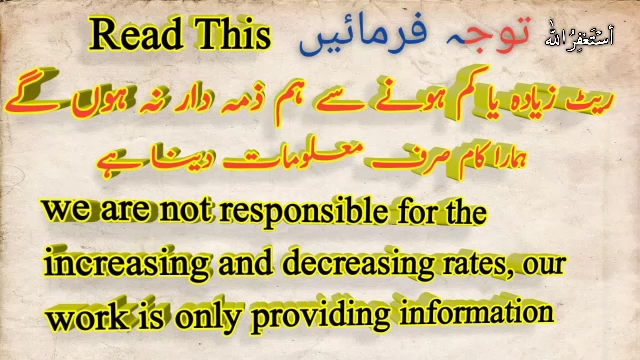 Read This توجہ فرمائیں أستغفر الله
ریٹ زیادہ یا کم ہونے سے ہم ذمہ دار نہ ہوں گے
ہمارا کام صرف معلومات دینا ہے
we are not responsible for the
increasing and decreasing rates, our
work is only providing information